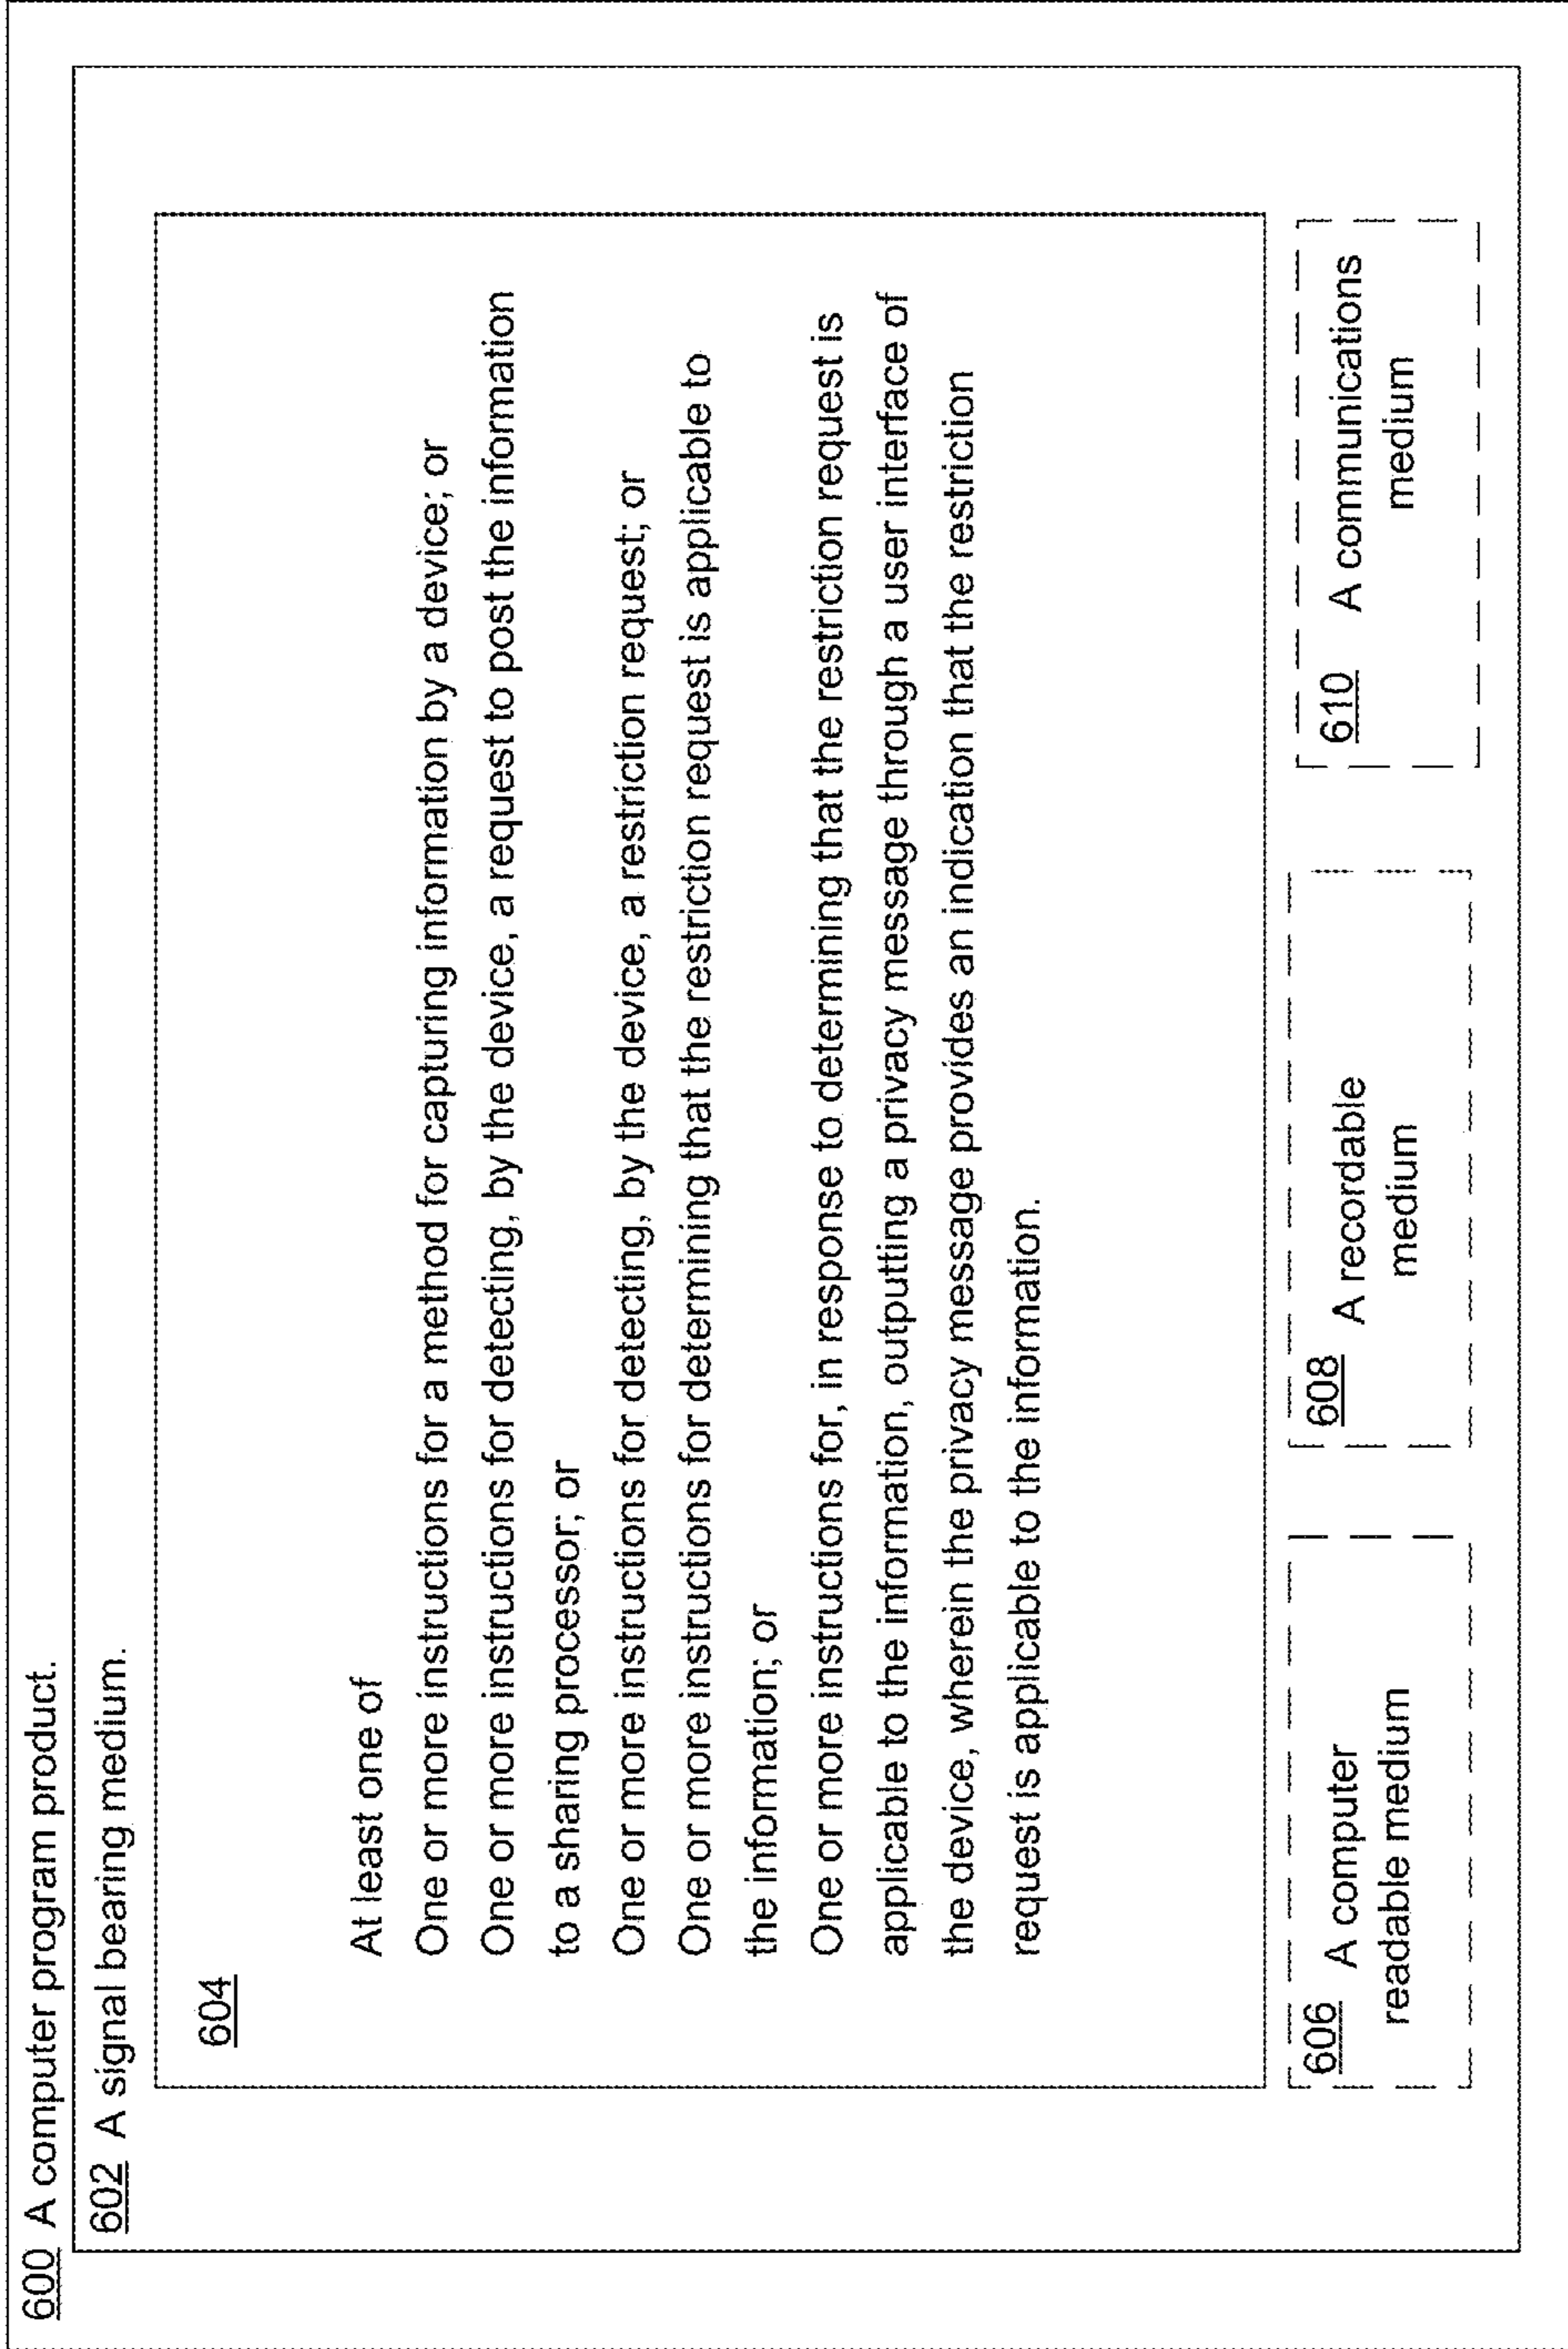 600 A computer program product.
602 A signal bearing medium.
604
At least one of
One or more instructions for a method for capturing information by a device; or
One or more instructions for detecting, by the device, a request to post the information
to a sharing processor; or
One or more instructions for detecting, by the device, a restriction request; or
One or more instructions for determining that the restriction request is applicable to
the information; or
One or more instructions for, in response to determining that the restriction request is
applicable to the information, outputting a privacy message through a user interface of
the device, wherein the privacy message provides an indication that the restriction
request is applicable to the information.
606 A computer
readable medium
608 A recordable
medium
610 A communications
medium